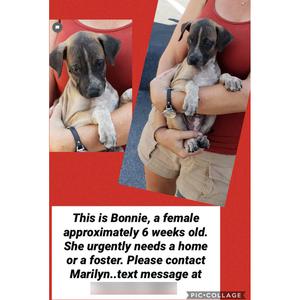 This is Bonnie, a female
approximately 6 weeks old.
She urgently needs a home
or a foster. Please contact
Marilyn..text message at
PIC•COLLAGE